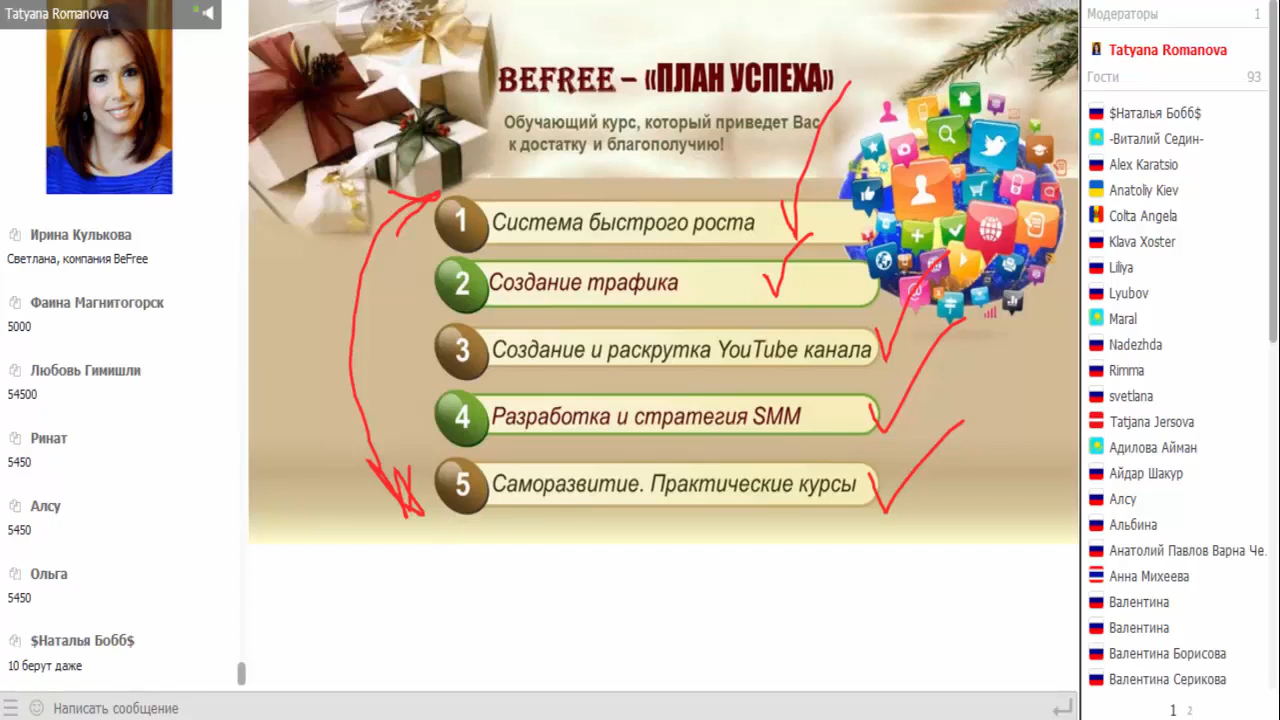 Tatyana Romanova
Ирина Кулькова
Светлана, компания BeFree
Фаина Магнитогорск
5000
Любовь Гимишли
54500
Ринат
5450
Алсу
5450
Ольга
5450
$Наталья Бобб$
10 берут даже
Написать сообщение
BEFREE – «ПЛАН УСПЕХА»
Обучающий курс, который приведет Вас
к достатку и благополучию!
1 Система быстрого роста
2 Создание трафика
3 Создание и раскрутка YouTube канала
4 Разработка и стратегия SMM
5 Саморазвитие. Практические курсы
Модераторы 1
Tatyana Romanova
Гости 93
$Наталья Бобб$
-Виталий Седин-
Alex Karatsio
Anatoliy Kiev
Colta Angela
Klava Xoster
Liliya
Lyubov
Maral
Nadezhda
Rimma
svetlana
Tatjana Jersova
Адилова Айман
Айдар Шакур
Алсу
Альбина
Анатолий Павлов Варна Че.
Анна Михеева
Валентина
Валентина
Валентина Борисова
Валентина Серикова
1 2